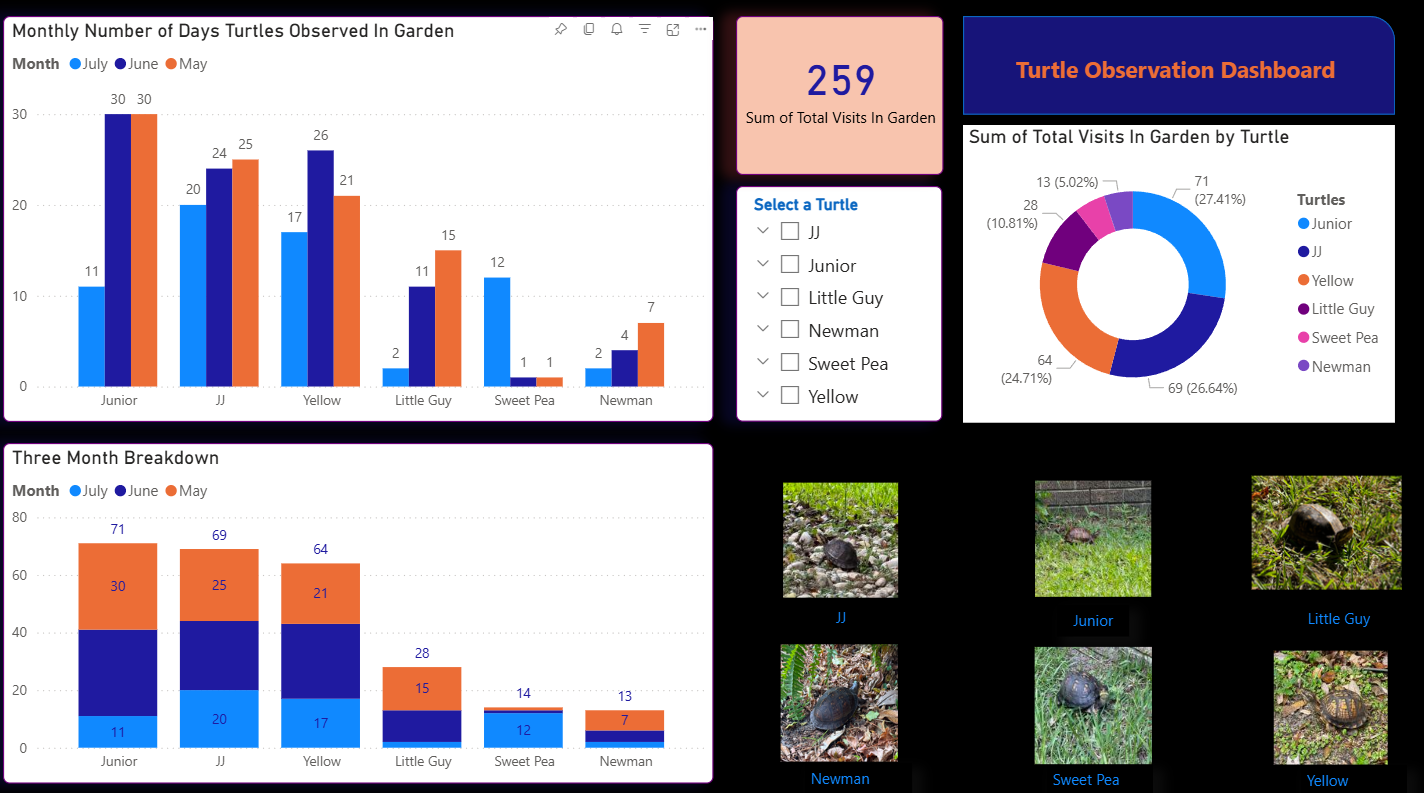 Monthly Number of Days Turtles Observed In Garden
Month July June May
30
20
10
0
11 30 30
20 24 25
17 26 21
2 11 15
12 1 1
2 4 7
Junior JJ Yellow Little Guy Sweet Pea Newman
259
Sum of Total Visits In Garden
Turtle Observation Dashboard
Select a Turtle
JJ
Junior
Little Guy
Newman
Sweet Pea
Yellow
Sum of Total Visits In Garden by Turtle
71
(27.41%)
69 (26.64%)
64
(24.71%)
28
(10.81%)
13 (5.02%)
Turtles
Junior
JJ
Yellow
Little Guy
Sweet Pea
Newman
Three Month Breakdown
Month July June May
80
60
40
20
0
71 69 64 28 14 13
30 25 21 15 7
11 20 17 12
Junior JJ Yellow Little Guy Sweet Pea Newman
JJ
Junior
Little Guy
Newman
Sweet Pea
Yellow